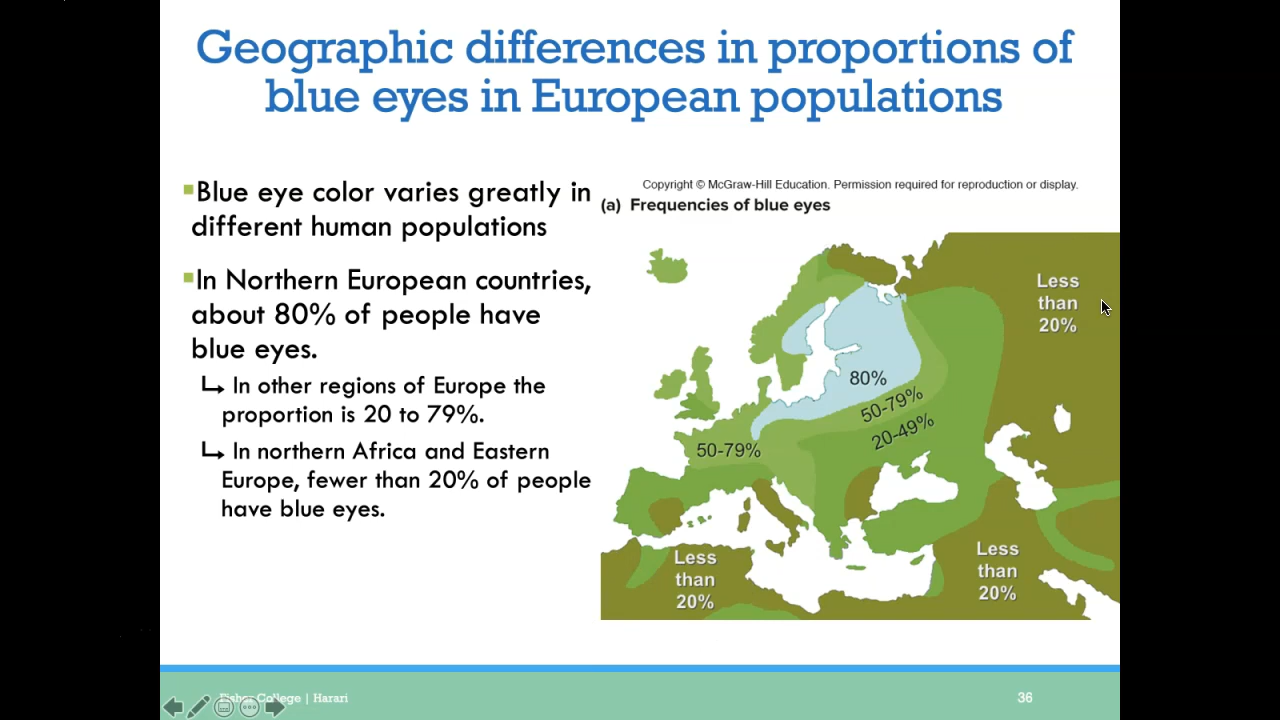 Geographic differences in proportions of
blue eyes in European populations
Blue eye color varies greatly in
different human populations
In Northern European countries,
about 80% of people have
blue eyes.
In other regions of Europe the
proportion is 20 to 79%.
In northern Africa and Eastern
Europe, fewer than 20% of people
have blue eyes.
Copyright © McGraw-Hill Education. Permission required for reproduction or display.
(a) Frequencies of blue eyes
Less
than
20%
80%
50-79%
20-49%
50-79%
Less
than
20%
Less
than
20%
Fisher College | Harari
36